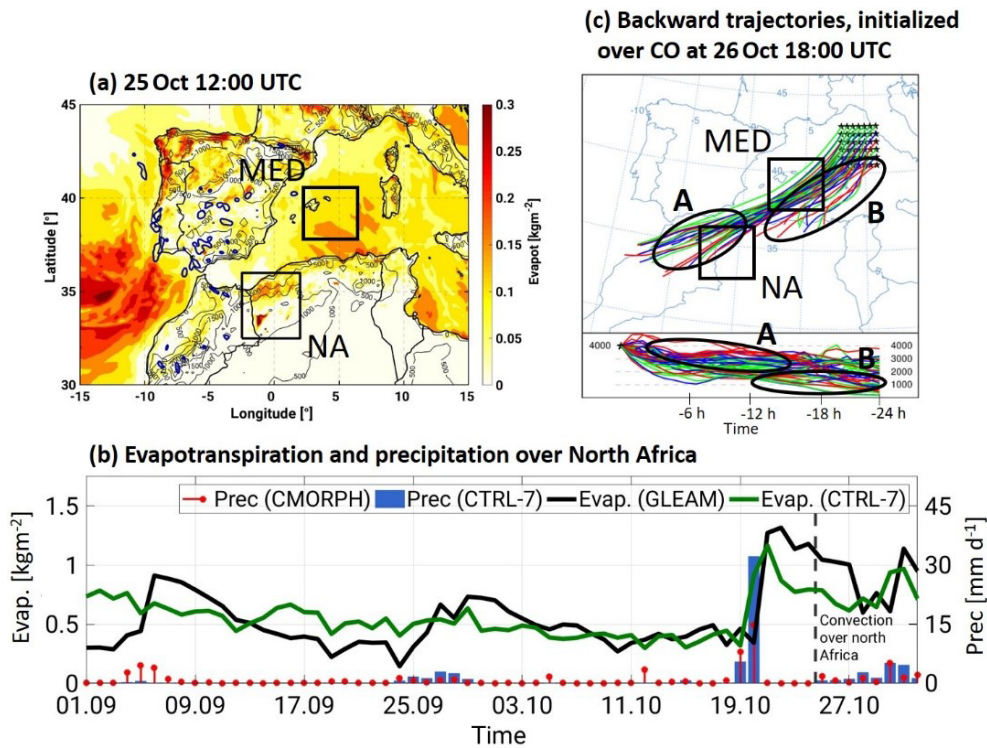 (a) 25 Oct 12:00 UTC
45
40
35
30
Latitude [°]
-15
-10
-5
0
5
10
15
Longitude [°]
MED
NA
0.3
0.25
0.2
0.15
0.1
0.05
0
Evapot [kgm⁻²]
(c) Backward trajectories, initialized
over CO at 26 Oct 18:00 UTC
MED
A
B
NA
A
B
4000
4000
3000
2000
1000
-6 h
-12 h
-18 h
-24 h
Time
(b) Evapotranspiration and precipitation over North Africa
Prec (CMORPH)
Prec (CTRL-7)
Evap. (GLEAM)
Evap. (CTRL-7)
1.5
1
0.5
0
Evap. [kgm⁻²]
45
30
15
0
Prec [mm d⁻¹]
Convection
over north
Africa
01.09
09.09
17.09
25.09
03.10
11.10
19.10
27.10
Time